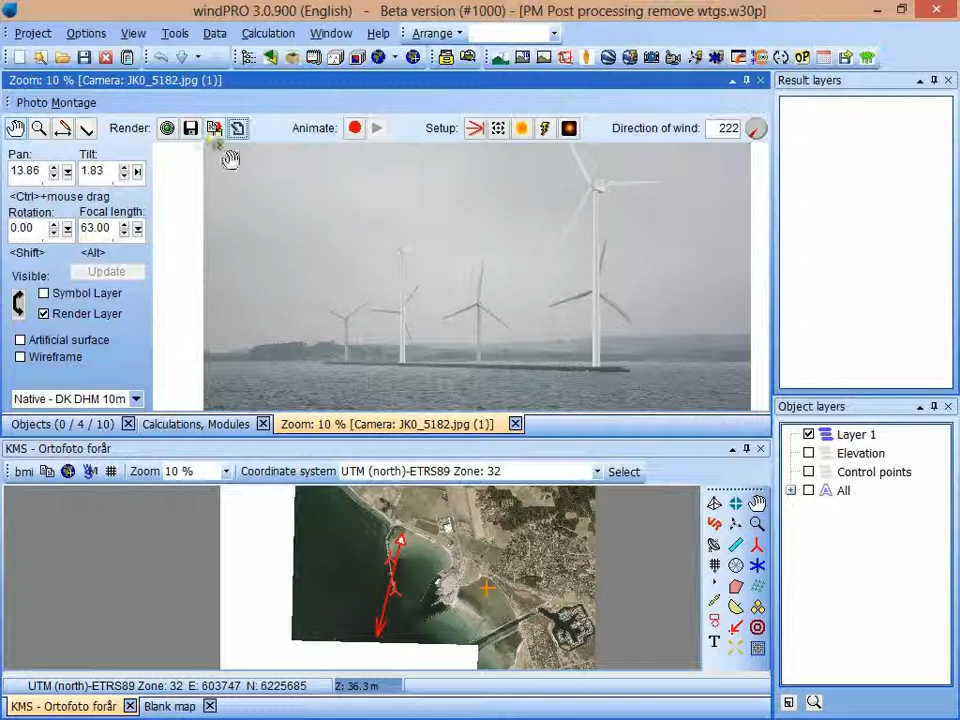 windPRO 3.0.900 (English) - Beta version (#1000) - [PM Post processing remove wtgs.w30p]
Project Options View Tools Data Calculation Window Help Arrange
Zoom: 10 % [Camera: JK0_5182.jpg (1)]
Result layers
Photo Montage
Render: Animate: Setup: Direction of wind: 222
Pan: Tilt:
13.86 1.83
<Ctrl>+mouse drag
Rotation: Focal length:
0.00 63.00
<Shift> <Alt>
Update
Visible:
Symbol Layer
Render Layer
Artificial surface
Wireframe
Native - DK DHM 10m
Objects (0 / 4 / 10) Calculations, Modules Zoom: 10 % [Camera: JK0_5182.jpg (1)]
Object layers
Layer 1
Elevation
Control points
All
KMS - Ortofoto forår
bmi Zoom 10 % Coordinate system UTM (north)-ETRS89 Zone: 32 Select
UTM (north)-ETRS89 Zone: 32 E: 603747 N: 6225685 Z: 36.3 m
KMS - Ortofoto forår Blank map